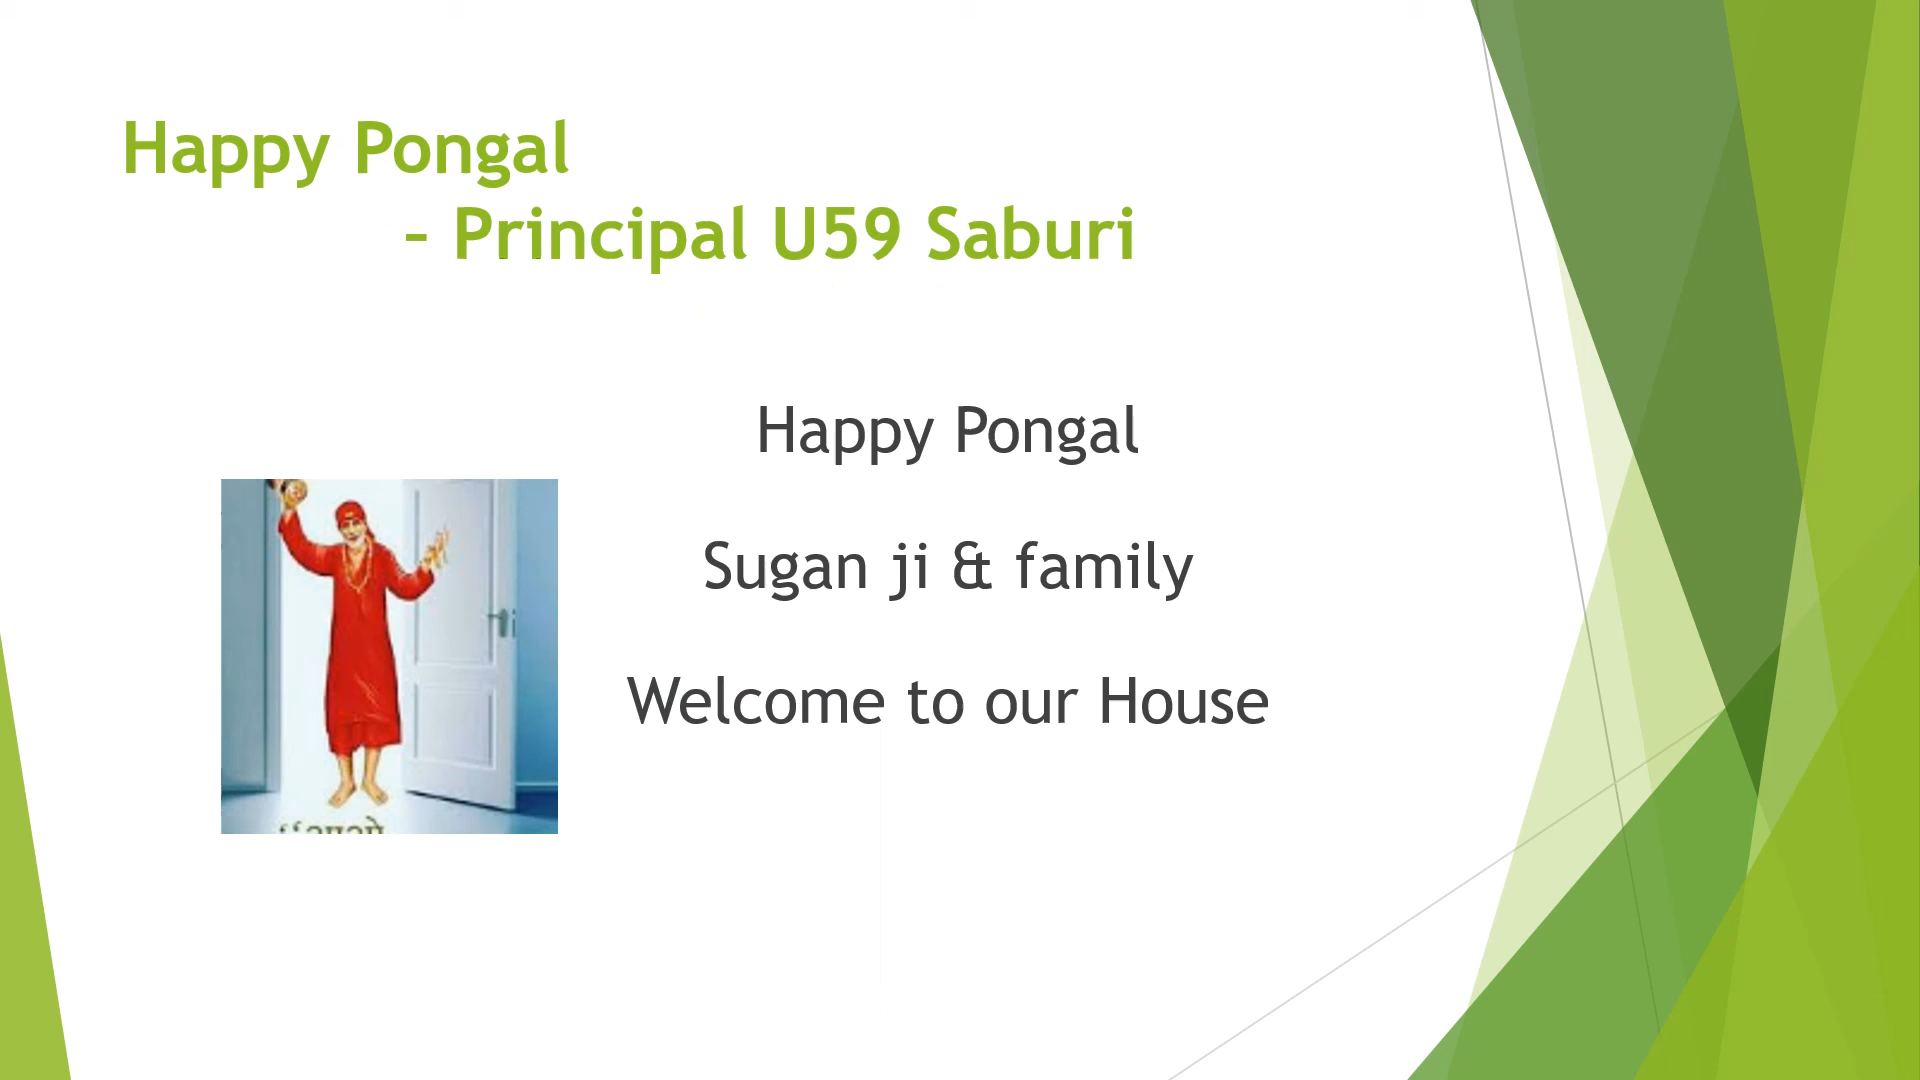 Happy Pongal
– Principal U59 Saburi
Happy Pongal
Sugan ji & family
Welcome to our House